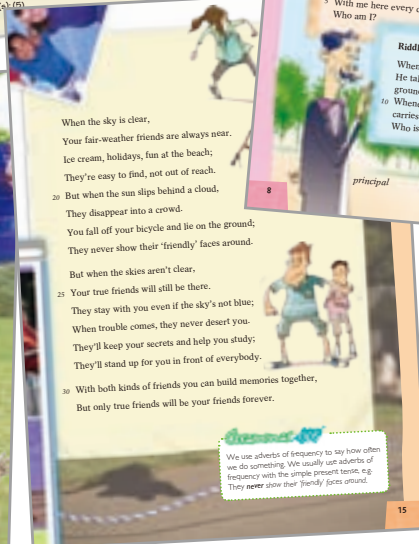 s): (5)
5 With me here every
Who am I?
Riddl
When
He tal
groun
10 Whene
carries
Who is
principal
8
When the sky is clear,
Your fair-weather friends are always near.
Ice cream, holidays, fun at the beach;
They're easy to find, not out of reach.
20 But when the sun slips behind a cloud,
They disappear into a crowd.
You fall off your bicycle and lie on the ground;
They never show their 'friendly' faces around.
But when the skies aren't clear,
25 Your true friends will still be there.
They stay with you even if the sky's not blue;
When trouble comes, they never desert you.
They'll keep your secrets and help you study;
They'll stand up for you in front of everybody.
30 With both kinds of friends you can build memories together,
But only true friends will be your friends forever.
We use adverbs of frequency to say how often
we do something. We usually use adverbs of
frequency with the simple present tense, e.g.
They never show their 'friendly' faces around.
15